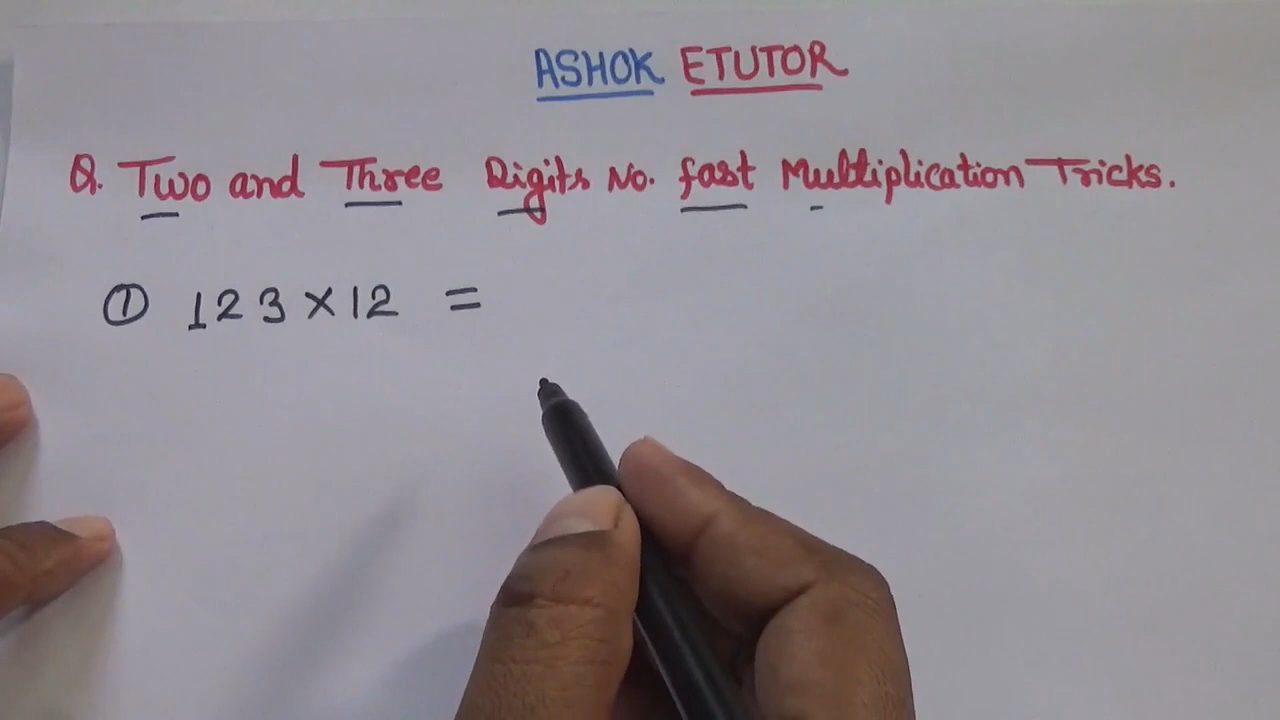 ASHOK ETUTOR
Q. Two and Three Digits No. fast Multiplication Tricks.
① 123 × 12 =